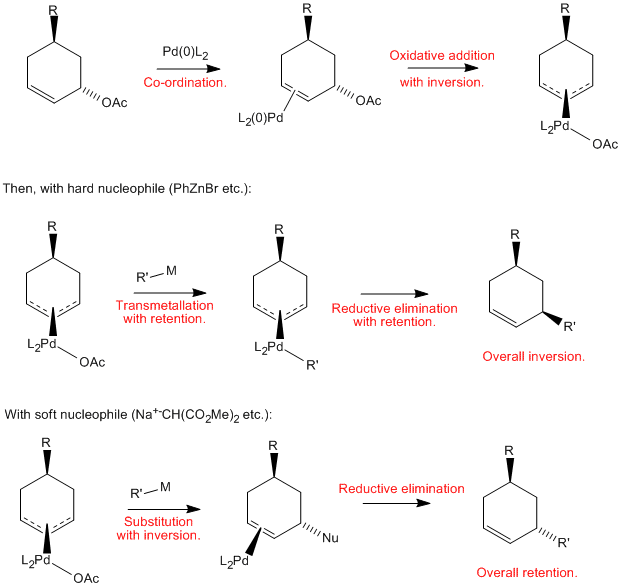 R
Pd(0)L2
Co-ordination.
OAc
R
L2(0)Pd
OAc
Oxidative addition
with inversion.
R
L2Pd
OAc
Then, with hard nucleophile (PhZnBr etc.):
R
L2Pd
OAc
R'
M
Transmetallation
with retention.
R
L2Pd
R'
Reductive elimination
with retention.
R
R'
Overall inversion.
With soft nucleophile (Na+-CH(CO2Me)2 etc.):
R
L2Pd
OAc
R'
M
Substitution
with inversion.
R
L2Pd
Nu
Reductive elimination
R
R'
Overall retention.